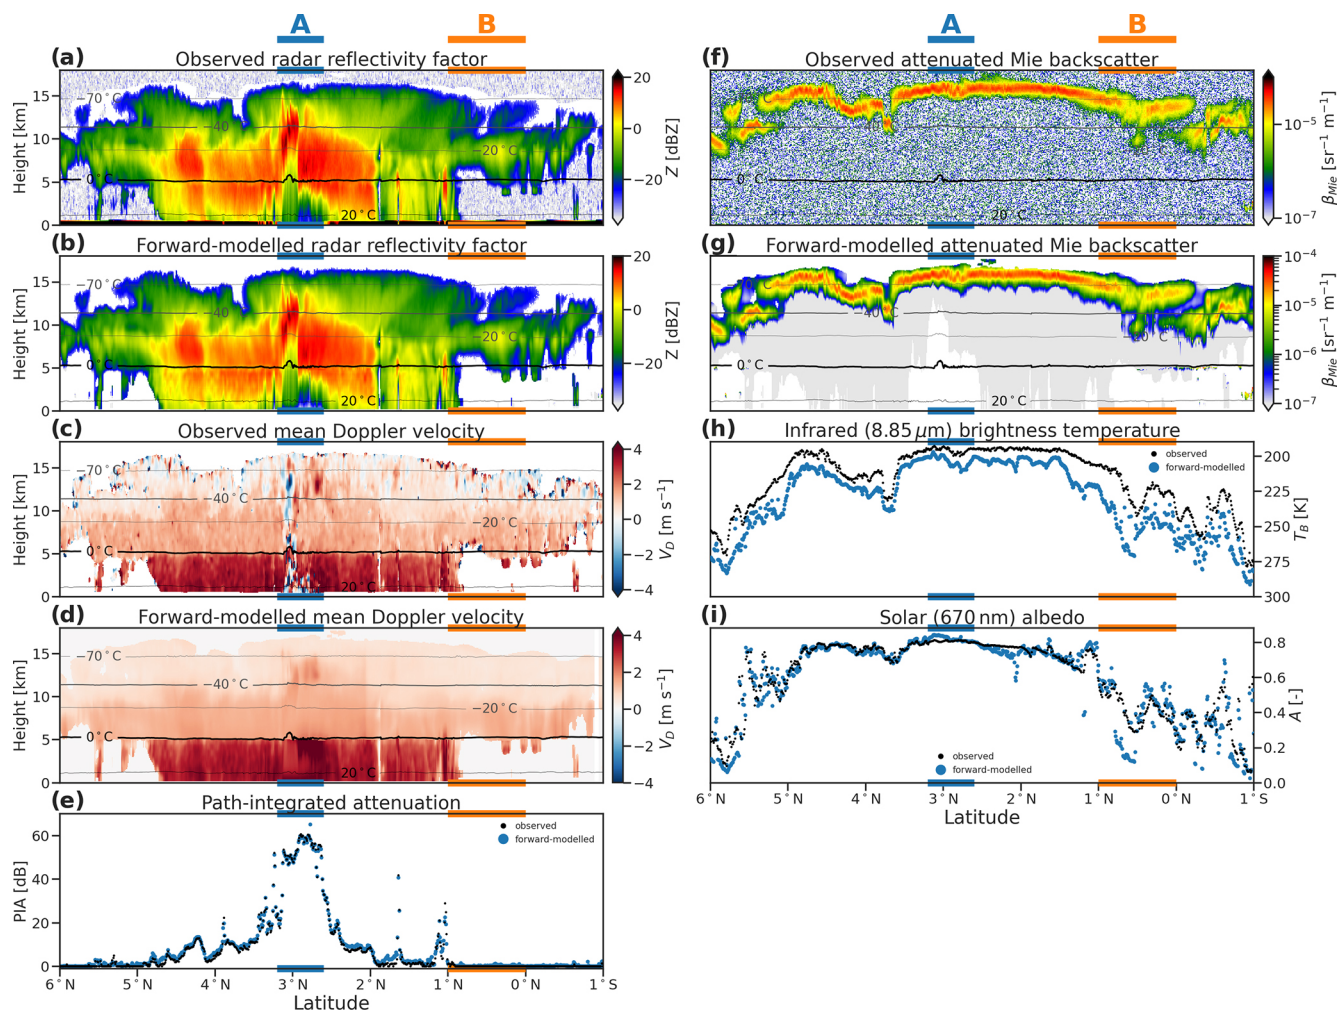 A
B
(a) Observed radar reflectivity factor
Height [km]
15
10
5
0
−70°C
−40
−20°C
0°C
20°C
20
0
−20
Z [dBZ]
(b) Forward-modelled radar reflectivity factor
Height [km]
15
10
5
0
−70°C
−40
−20°C
0°C
20°C
20
0
−20
Z [dBZ]
(c) Observed mean Doppler velocity
Height [km]
15
10
5
0
−70°C
−40°C
−20°C
0°C
20°C
4
2
0
−2
−4
V_D [m s⁻¹]
(d) Forward-modelled mean Doppler velocity
Height [km]
15
10
5
0
−70°C
−40°C
−20°C
0°C
20°C
4
2
0
−2
−4
V_D [m s⁻¹]
(e) Path-integrated attenuation
PIA [dB]
60
40
20
0
observed
forward-modelled
6°N 5°N 4°N 3°N 2°N 1°N 0°N 1°S
Latitude
A
B
(f) Observed attenuated Mie backscatter
15
10
5
0
0°C
20°C
10⁻⁵
10⁻⁷
β_Mie [sr⁻¹ m⁻¹]
(g) Forward-modelled attenuated Mie backscatter
−40°C
0°C
20°C
10⁻⁴
10⁻⁵
10⁻⁶
10⁻⁷
β_Mie [sr⁻¹ m⁻¹]
(h) Infrared (8.85 μm) brightness temperature
observed
forward-modelled
200
225
250
275
300
T_B [K]
(i) Solar (670 nm) albedo
observed
forward-modelled
0.8
0.6
0.4
0.2
0.0
A [-]
6°N 5°N 4°N 3°N 2°N 1°N 0°N 1°S
Latitude